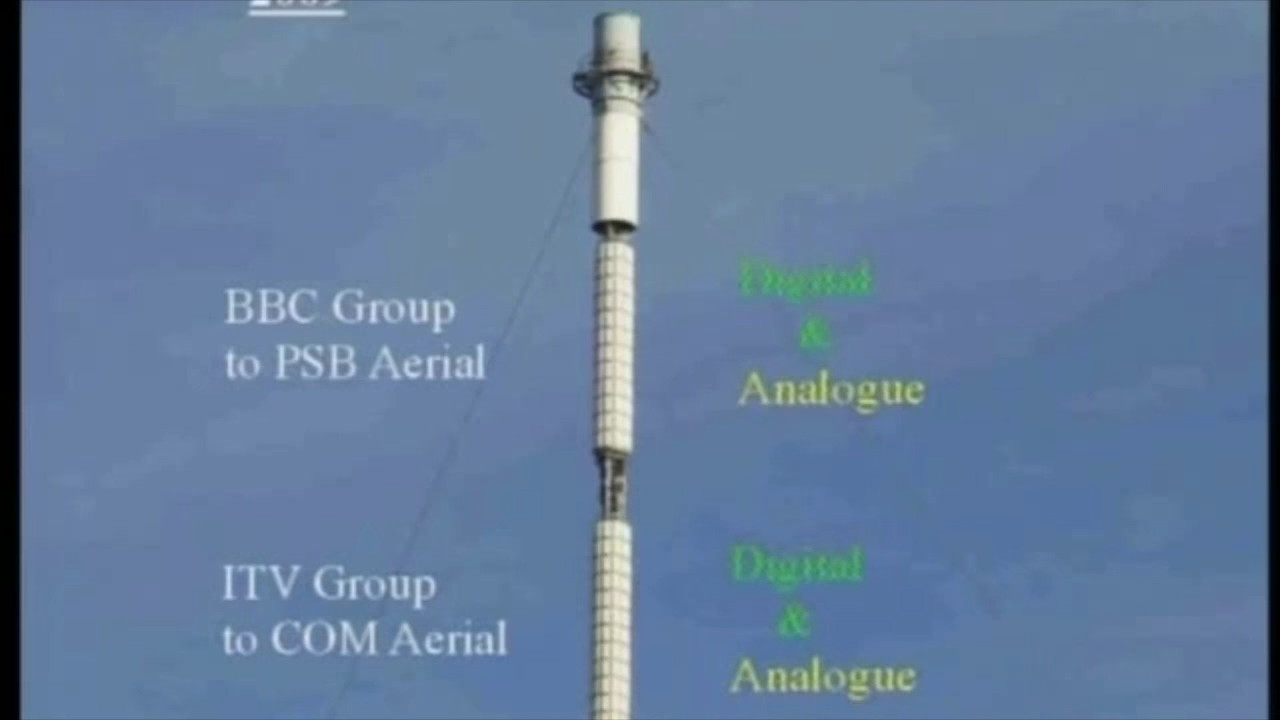 BBC Group
to PSB Aerial
Digital
&
Analogue
ITV Group
to COM Aerial
Digital
&
Analogue